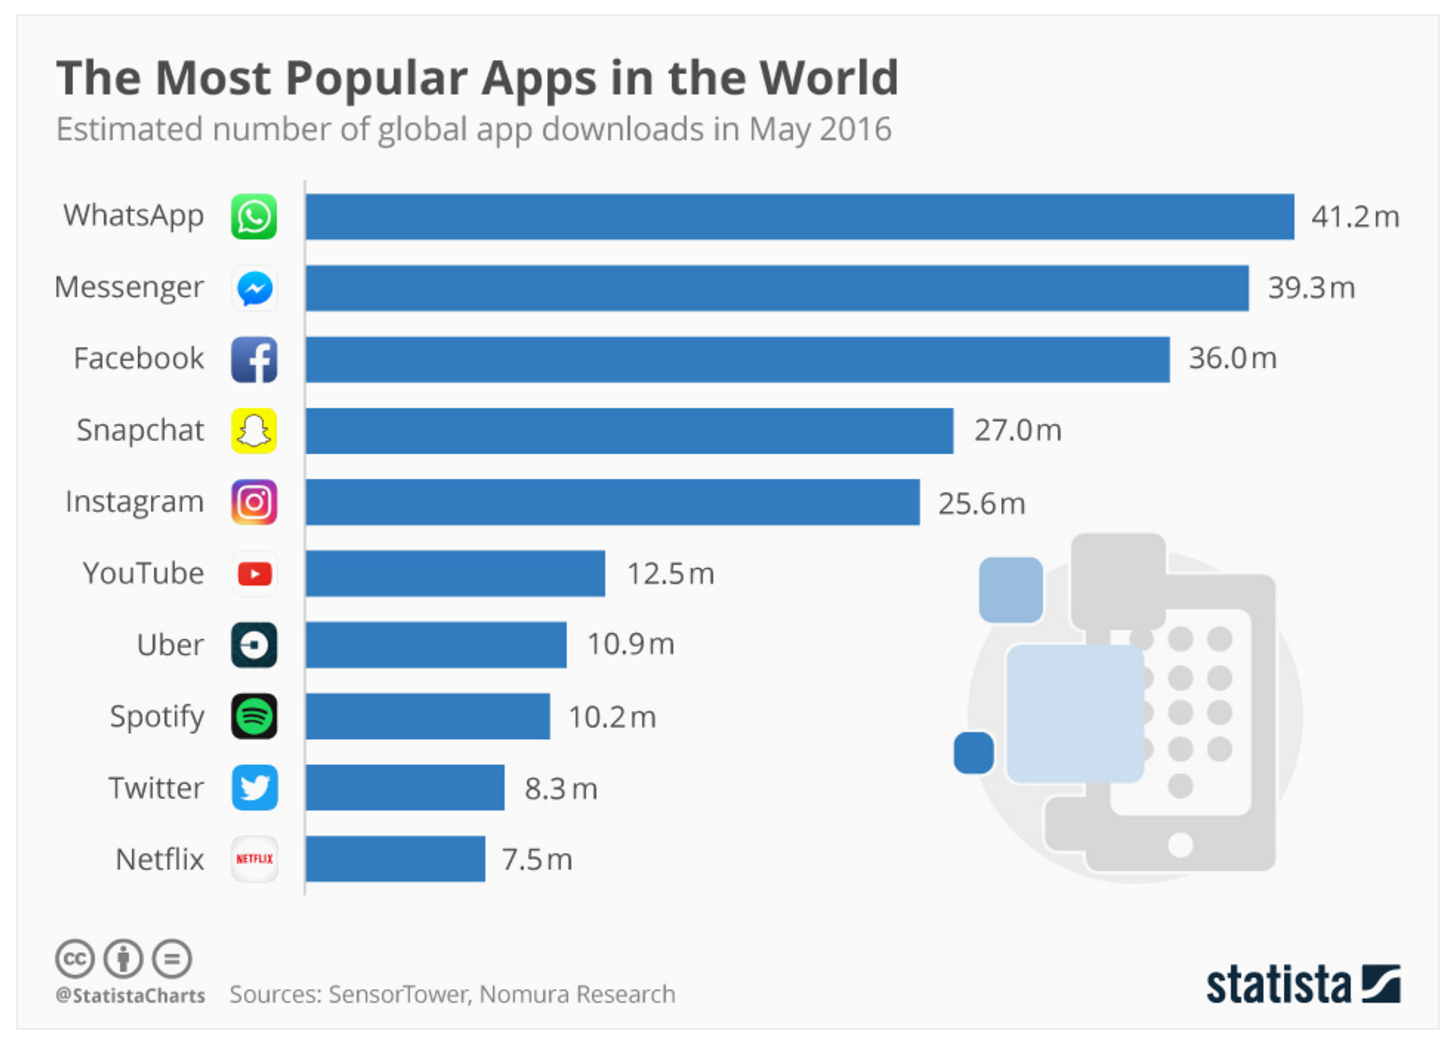 The Most Popular Apps in the World
Estimated number of global app downloads in May 2016
WhatsApp 41.2m
Messenger 39.3m
Facebook 36.0m
Snapchat 27.0m
Instagram 25.6m
YouTube 12.5m
Uber 10.9m
Spotify 10.2m
Twitter 8.3m
Netflix NETFLIX 7.5m
cc
@StatistaCharts Sources: SensorTower, Nomura Research
statista